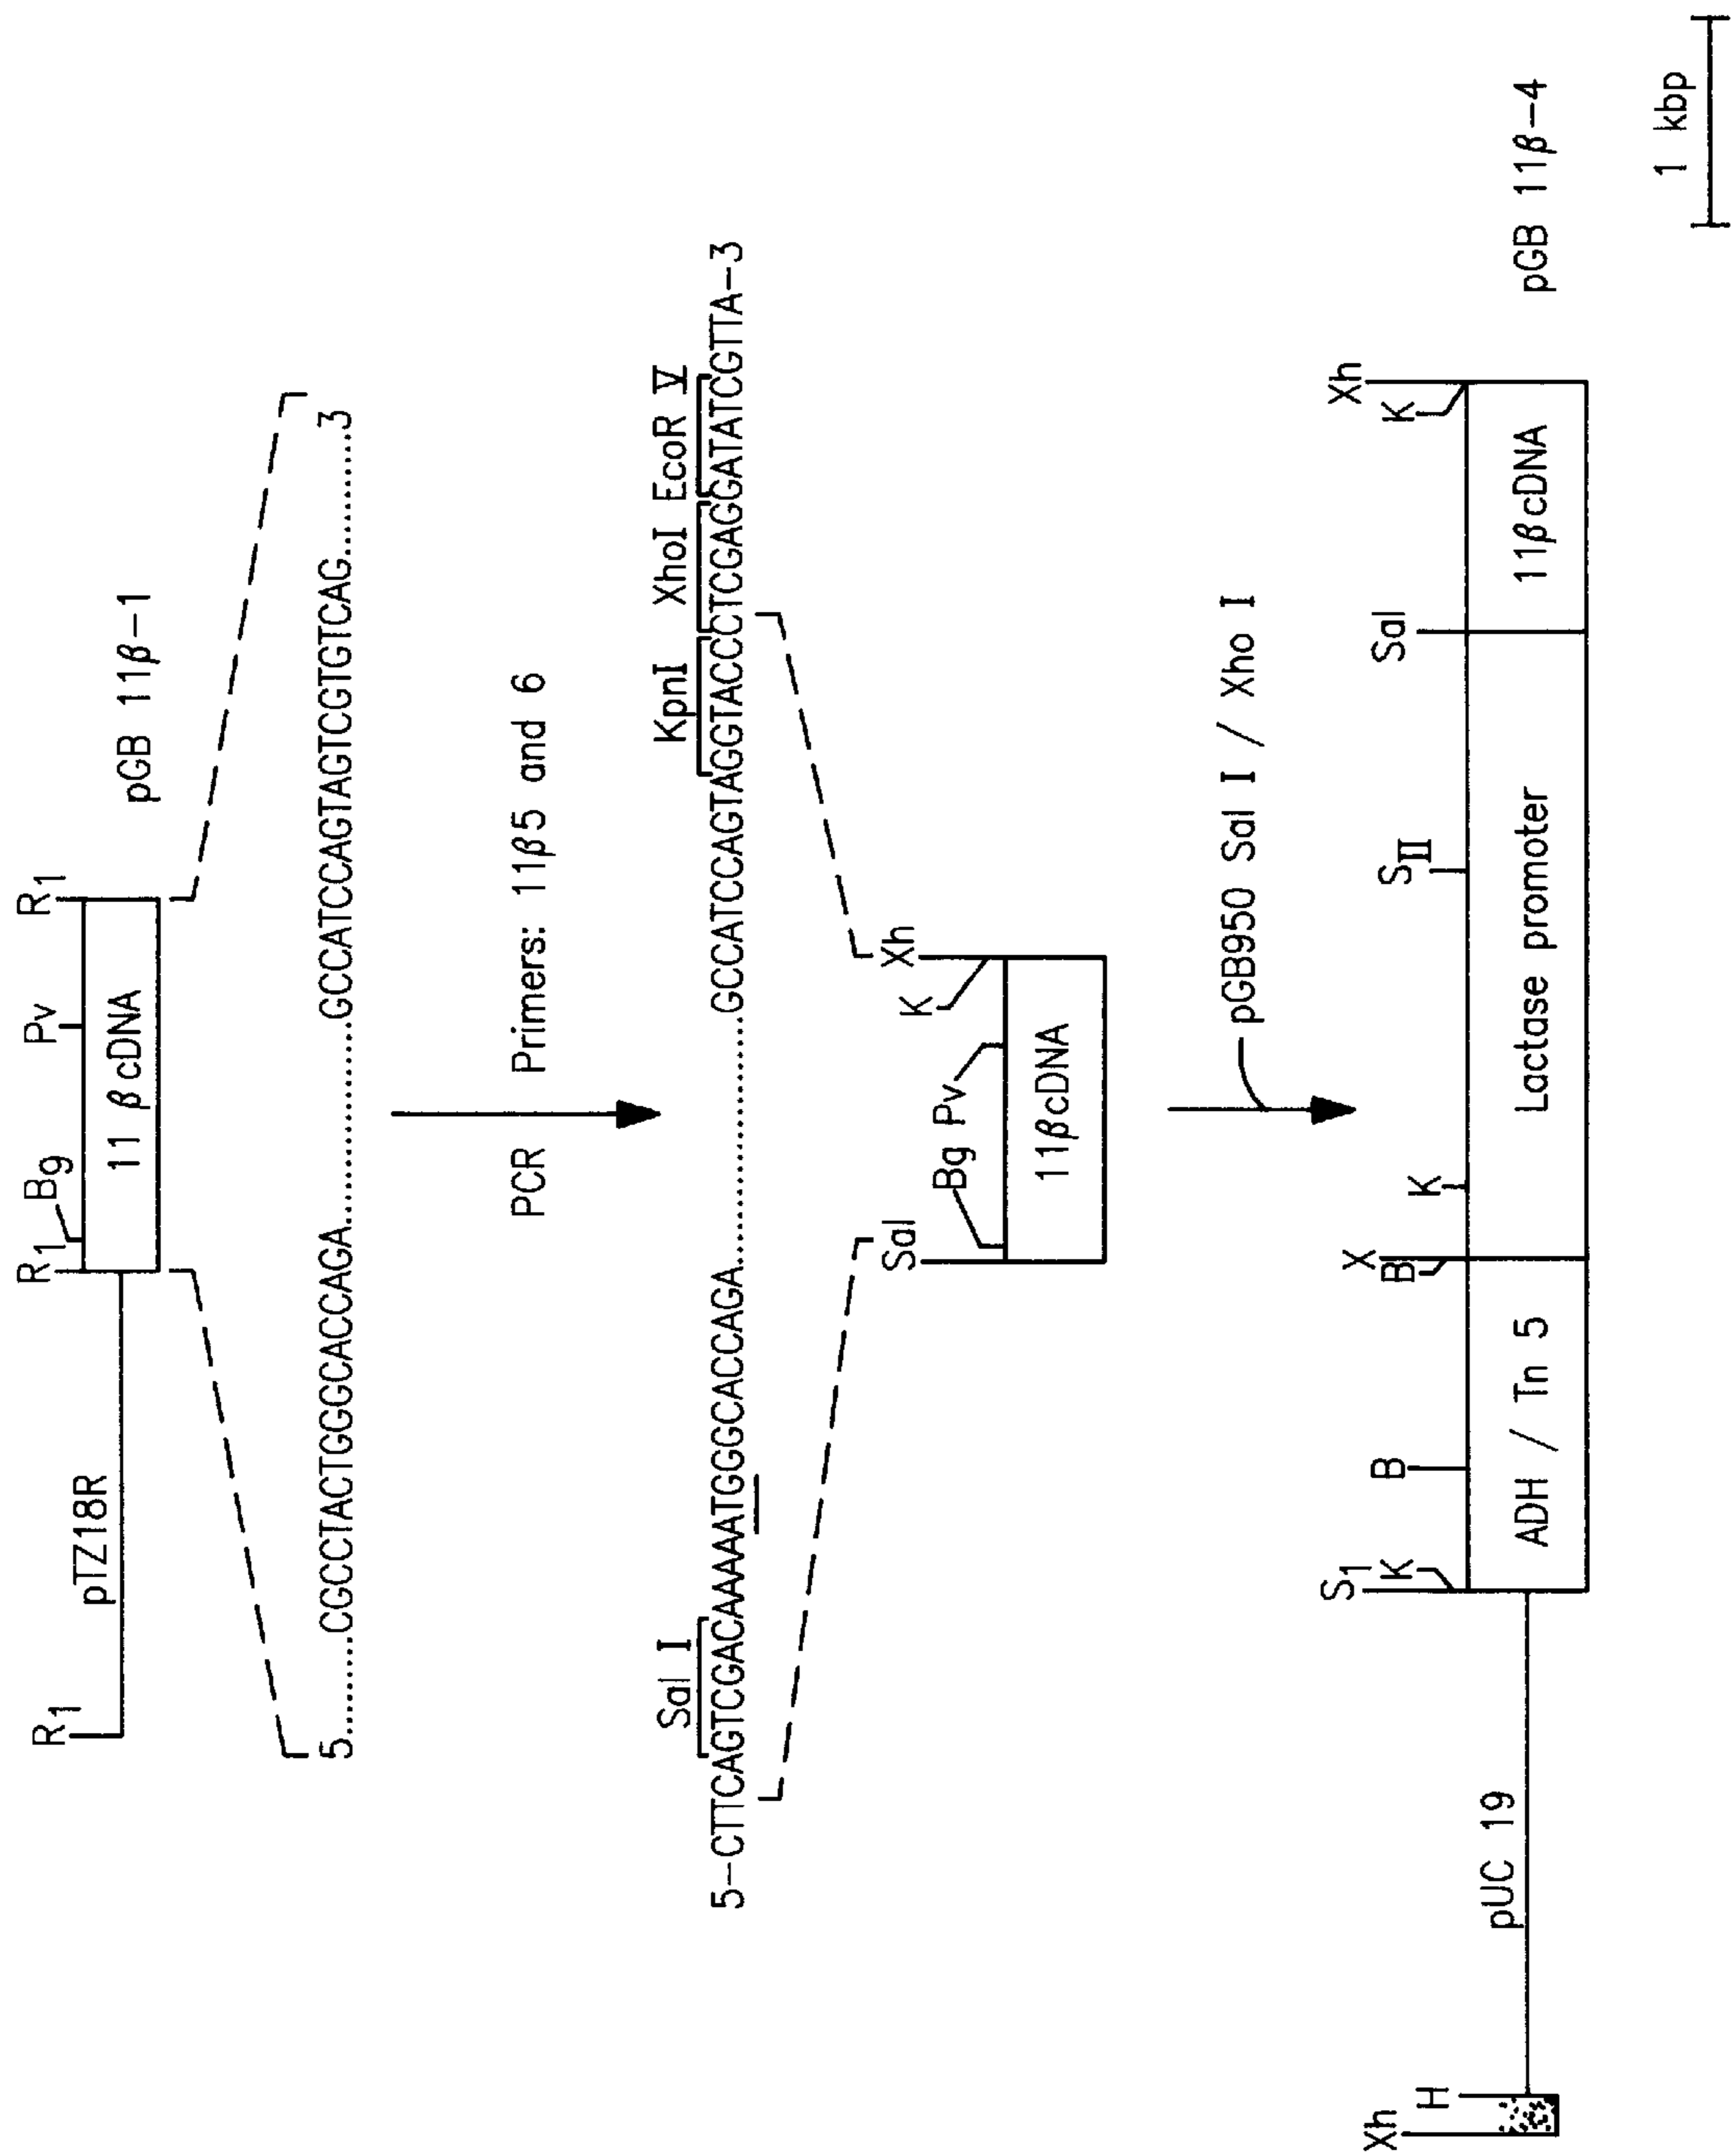 R1 R1 Bg Pv R1
pTZ18R
11 βcDNA
pGB 11β-1
5.......CGCCTACTGGGCACCAGA..................GCCATCCAGTAGTCGTGTCAG.........3
PCR Primers: 11β5 and 6
Sal I KpnI XhoI EcoR V
5-CTTCAGTCGACAAAATGGGCACCAGA......................GCCATCCAGTAGGTACCCTCGAGGATATCGTTA-3
Sal Bg Pv K Xh
11βcDNA
pGB950 Sal I / Xho I
Xh H S1 K B B X K SII Sal K Xh
pUC 19
ADH / Tn 5
Lactase promoter
11βcDNA
pGB 11β-4
1 kbp